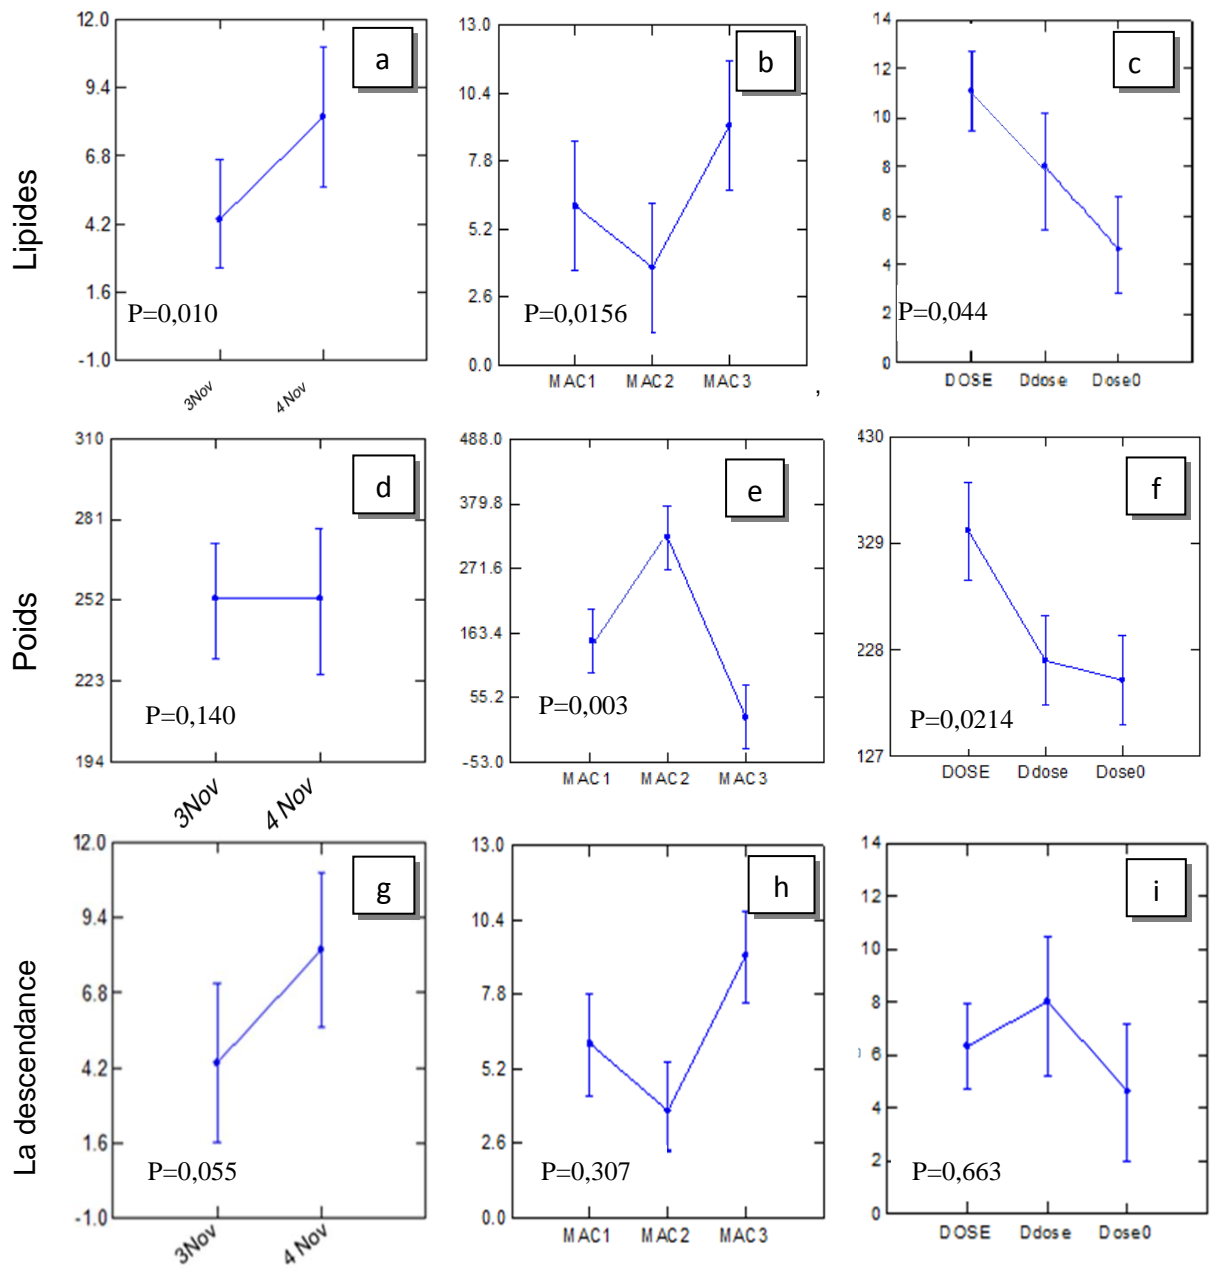 Lipides
12.0
9.4
6.8
4.2
1.6
-1.0
a
P=0,010
3Nov
4 Nov
13.0
10.4
7.8
5.2
2.6
0.0
b
P=0,0156
MAC1 MAC2 MAC3
,
14
12
10
8
6
4
2
0
c
P=0,044
DOSE Ddose Dose0
Poids
310
281
252
223
194
d
P=0,140
3Nov
4 Nov
488.0
379.8
271.6
163.4
55.2
-53.0
e
P=0,003
MAC1 MAC2 MAC3
430
329
228
127
f
P=0,0214
DOSE Ddose Dose0
La descendance
12.0
9.4
6.8
4.2
1.6
-1.0
g
P=0,055
3Nov
4 Nov
13.0
10.4
7.8
5.2
2.6
0.0
h
P=0,307
MAC1 MAC2 MAC3
14
12
10
8
6
4
2
0
i
P=0,663
DOSE Ddose Dose0